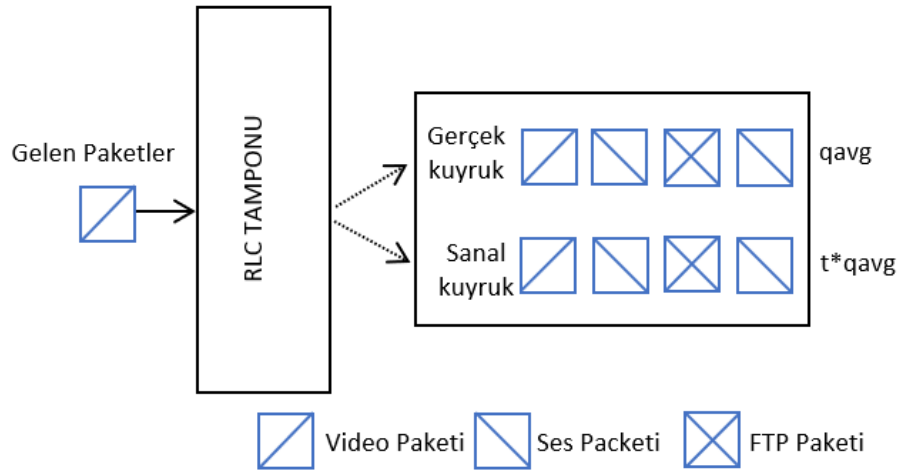 Gelen Paketler
RLC TAMPONU
Gerçek
kuyruk
qavg
Sanal
kuyruk
t*qavg
Video Paketi
Ses Packeti
FTP Paketi